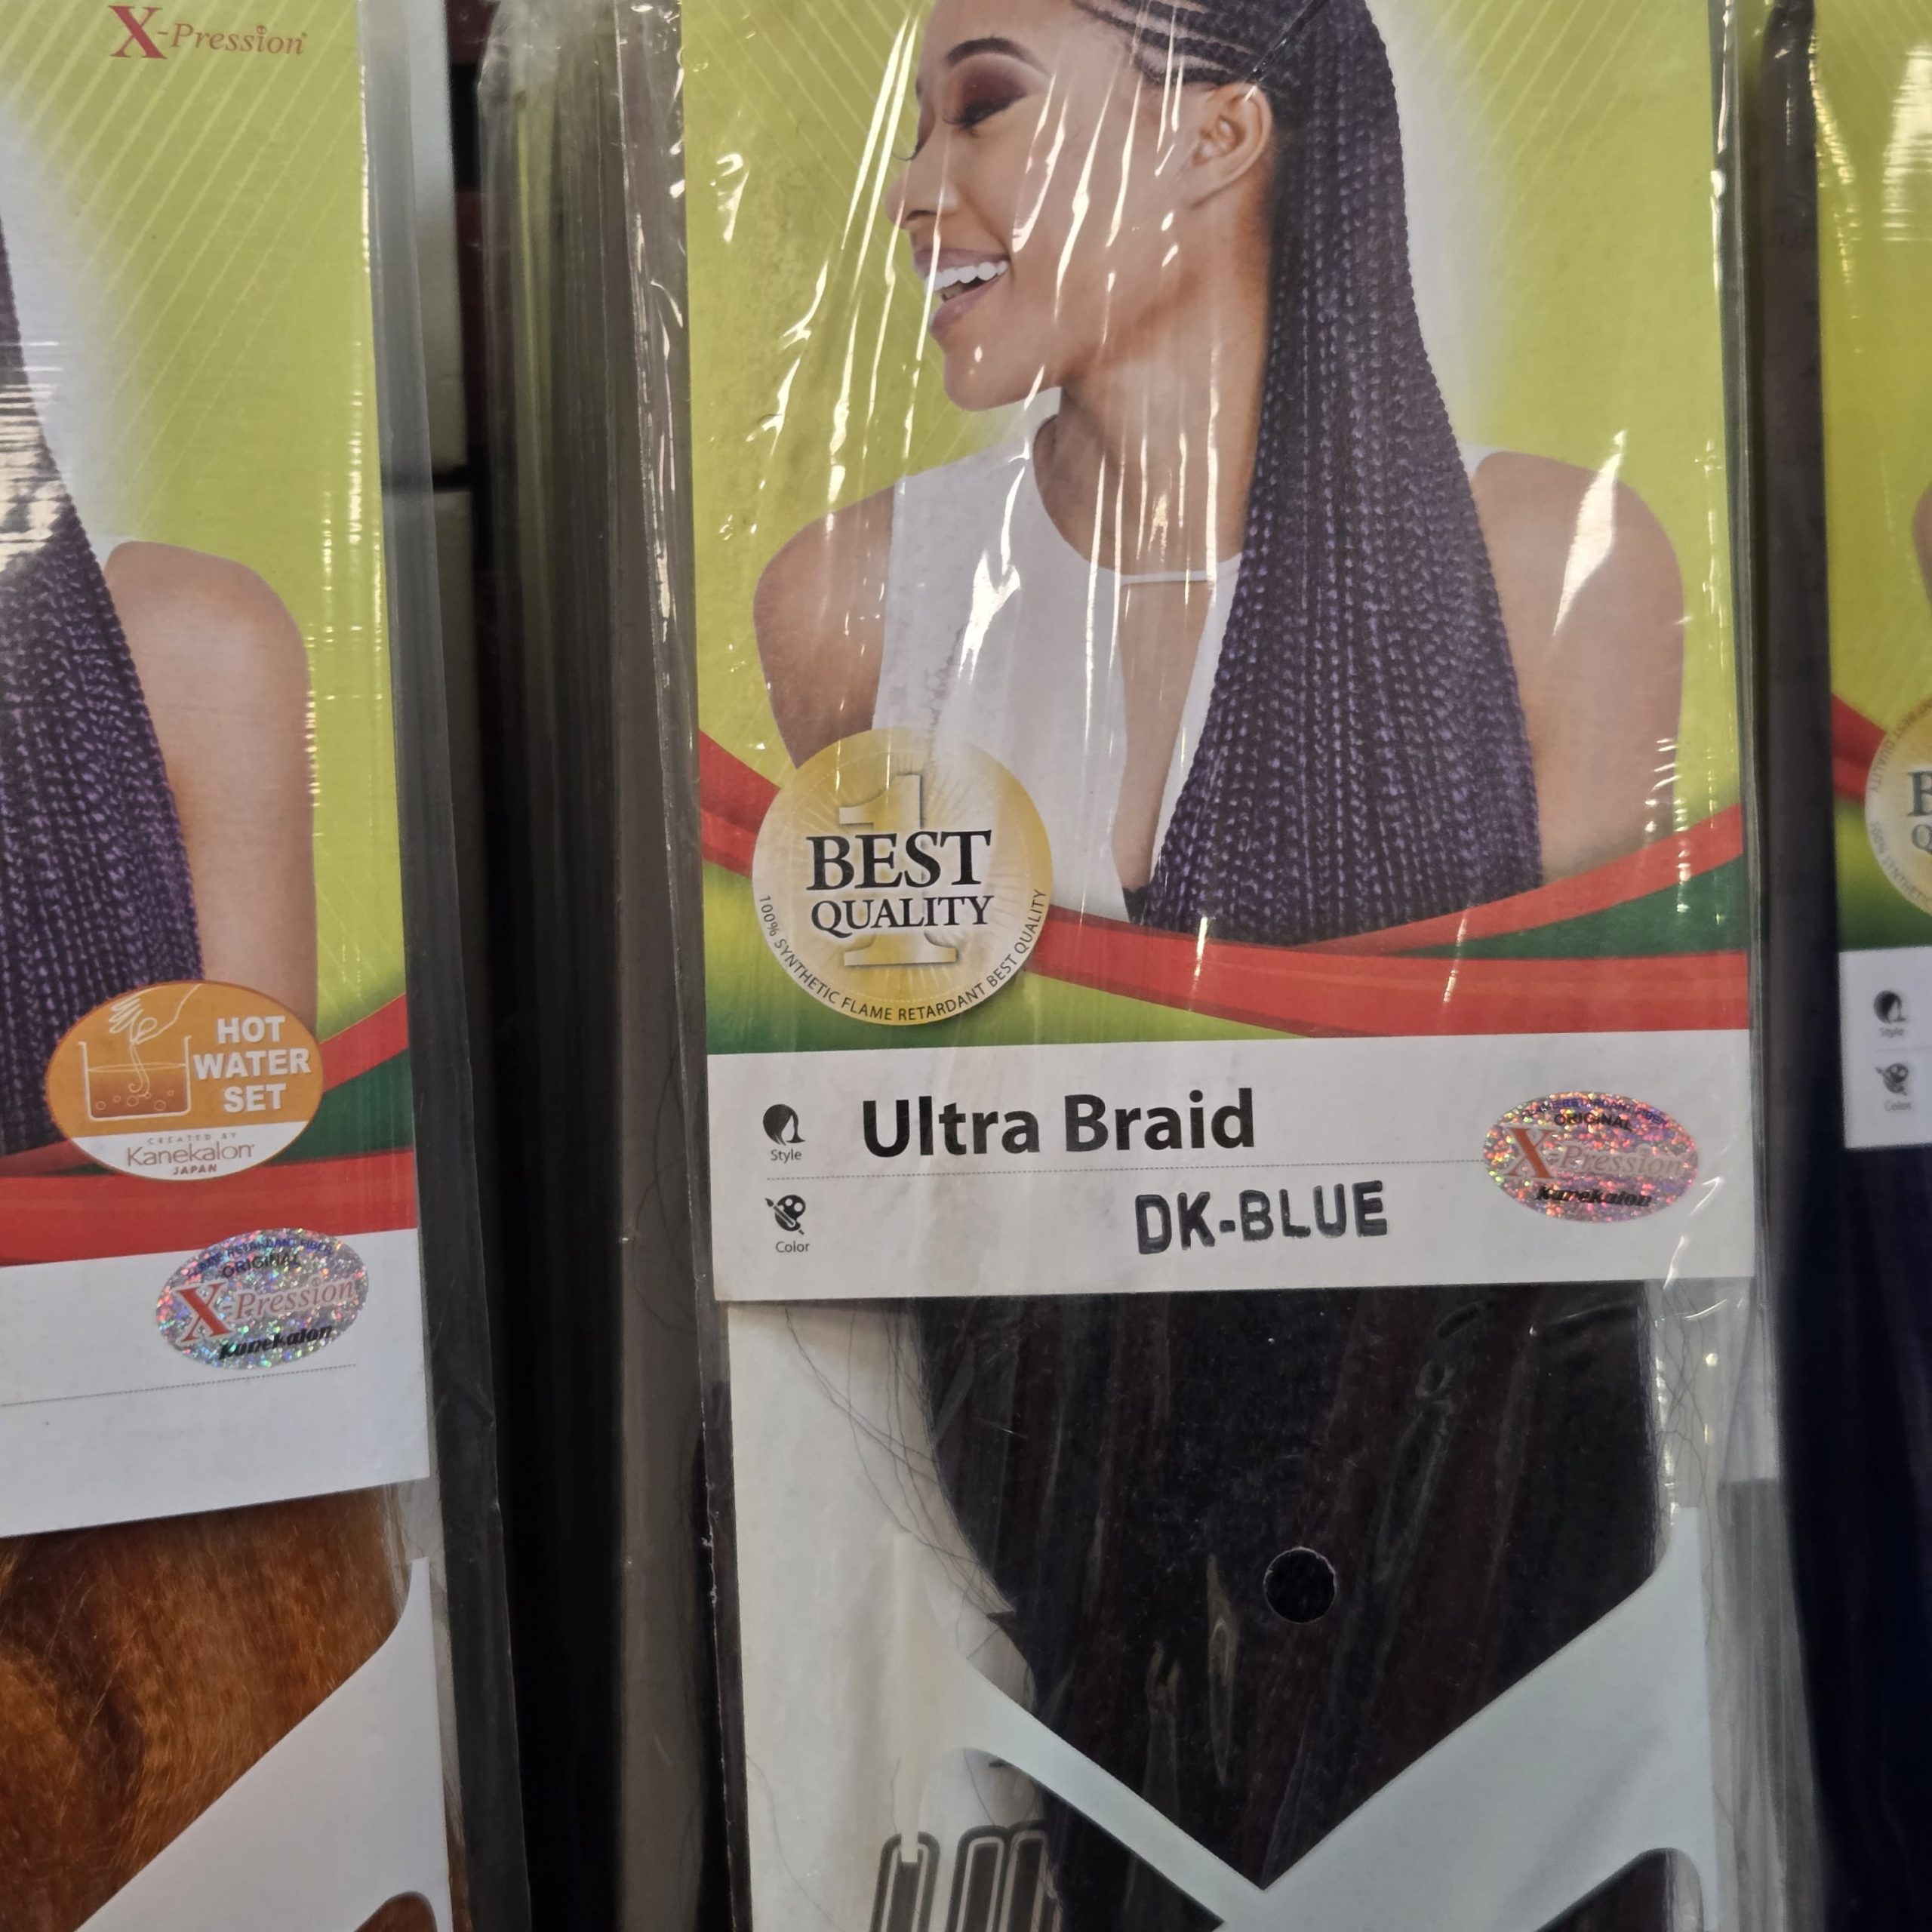 X-Pression
HOT
WATER
SET
CREATED BY
Kanekalon
JAPAN
ORIGINAL
X-Pression
Kanekalon
1
BEST
QUALITY
100% SYNTHETIC FLAME RETARDANT BEST QUALITY
Style
Ultra Braid
Color
DK-BLUE
ORIGINAL
X-Pression
Kanekalon
Style
Color